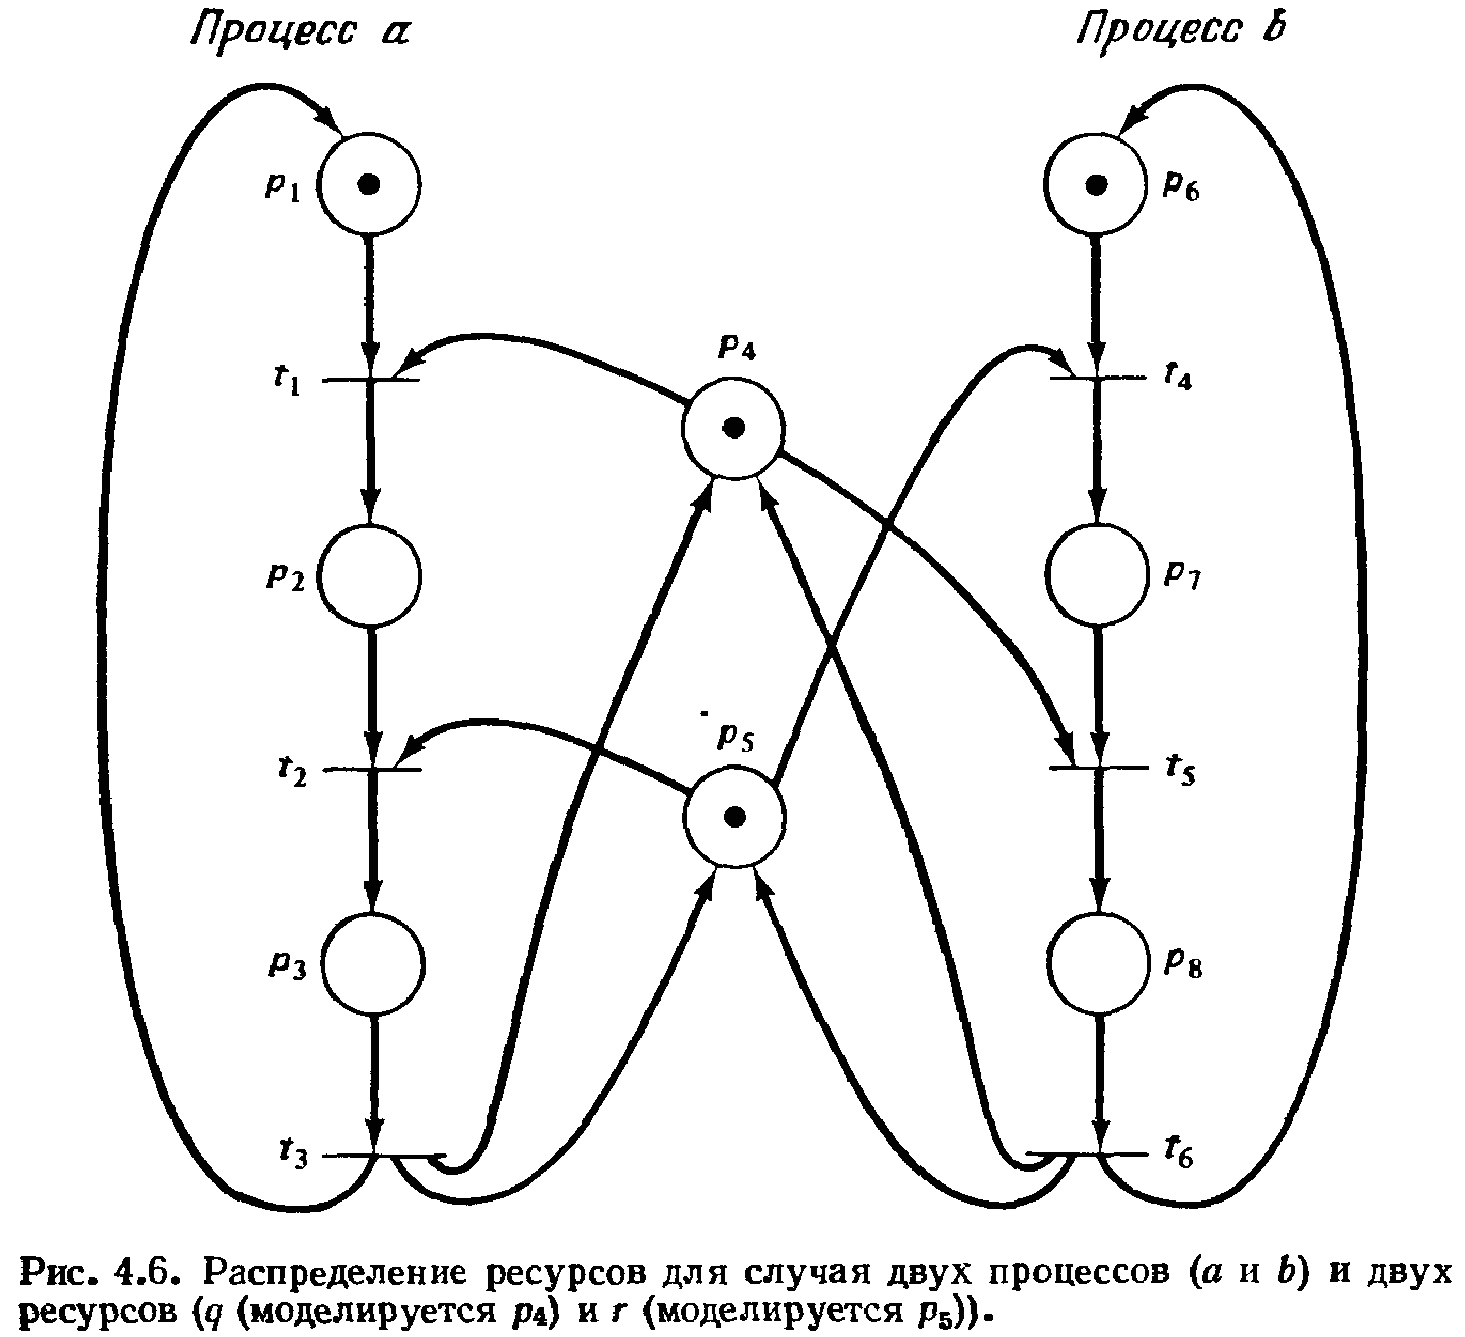 Процесс a
Процесс b
p1
p6
p4
t1
t4
p2
p7
p5
t2
t5
p3
p8
t3
t6
Рис. 4.6. Распределение ресурсов для случая двух процессов (a и b) и двух
ресурсов (q (моделируется p4) и r (моделируется p5)).